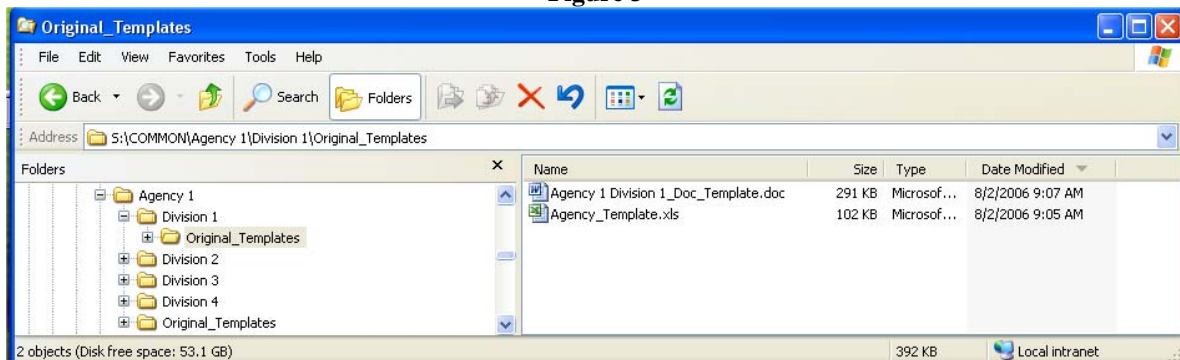 Original_Templates
File Edit View Favorites Tools Help
Back Search Folders
Address S:\COMMON\Agency 1\Division 1\Original_Templates
Folders Name Size Type Date Modified
Agency 1 Agency 1 Division 1_Doc_Template.doc 291 KB Microsof... 8/2/2006 9:07 AM
Division 1 Agency_Template.xls 102 KB Microsof... 8/2/2006 9:05 AM
Original_Templates
Division 2
Division 3
Division 4
Original_Templates
2 objects (Disk free space: 53.1 GB) 392 KB Local intranet